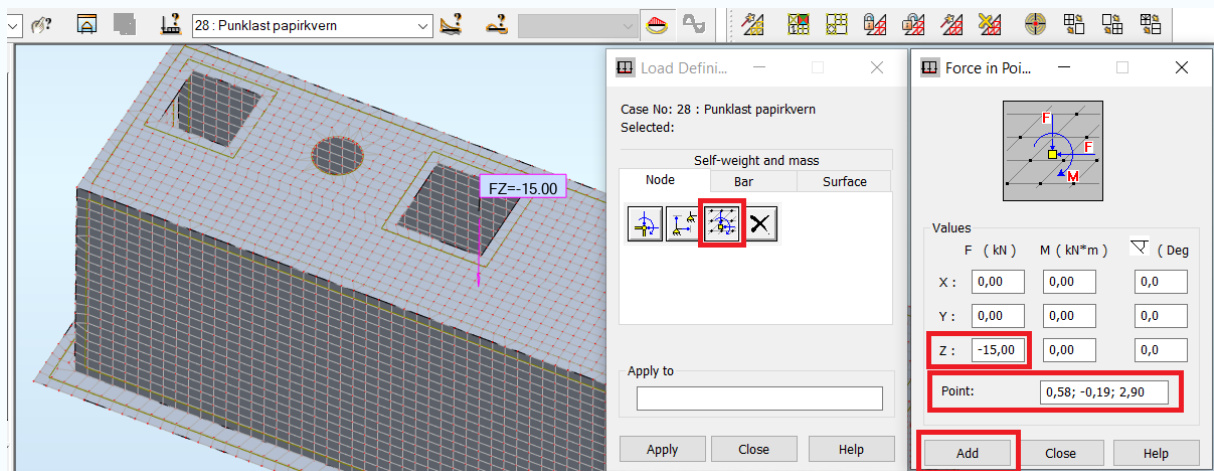 28 : Punklast papirkvern
FZ=-15.00
Load Defini...
Case No: 28 : Punklast papirkvern
Selected:
Self-weight and mass
Node Bar Surface
Apply to
Apply Close Help
Force in Poi...
F
F
M
Values
F ( kN ) M ( kN*m ) ( Deg
X : 0,00 0,00 0,0
Y : 0,00 0,00 0,0
Z : -15,00 0,00 0,0
Point: 0,58; -0,19; 2,90
Add Close Help